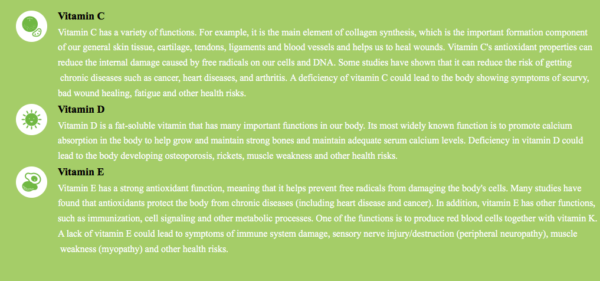 Vitamin C
Vitamin C has a variety of functions. For example, it is the main element of collagen synthesis, which is the important formation component
of our general skin tissue, cartilage, tendons, ligaments and blood vessels and helps us to heal wounds. Vitamin C's antioxidant properties can
reduce the internal damage caused by free radicals on our cells and DNA. Some studies have shown that it can reduce the risk of getting
chronic diseases such as cancer, heart diseases, and arthritis. A deficiency of vitamin C could lead to the body showing symptoms of scurvy,
bad wound healing, fatigue and other health risks.
Vitamin D
Vitamin D is a fat-soluble vitamin that has many important functions in our body. Its most widely known function is to promote calcium
absorption in the body to help grow and maintain strong bones and maintain adequate serum calcium levels. Deficiency in vitamin D could
lead to the body developing osteoporosis, rickets, muscle weakness and other health risks.
Vitamin E
Vitamin E has a strong antioxidant function, meaning that it helps prevent free radicals from damaging the body's cells. Many studies have
found that antioxidants protect the body from chronic diseases (including heart disease and cancer). In addition, vitamin E has other functions,
such as immunization, cell signaling and other metabolic processes. One of the functions is to produce red blood cells together with vitamin K.
A lack of vitamin E could lead to symptoms of immune system damage, sensory nerve injury/destruction (peripheral neuropathy), muscle
weakness (myopathy) and other health risks.